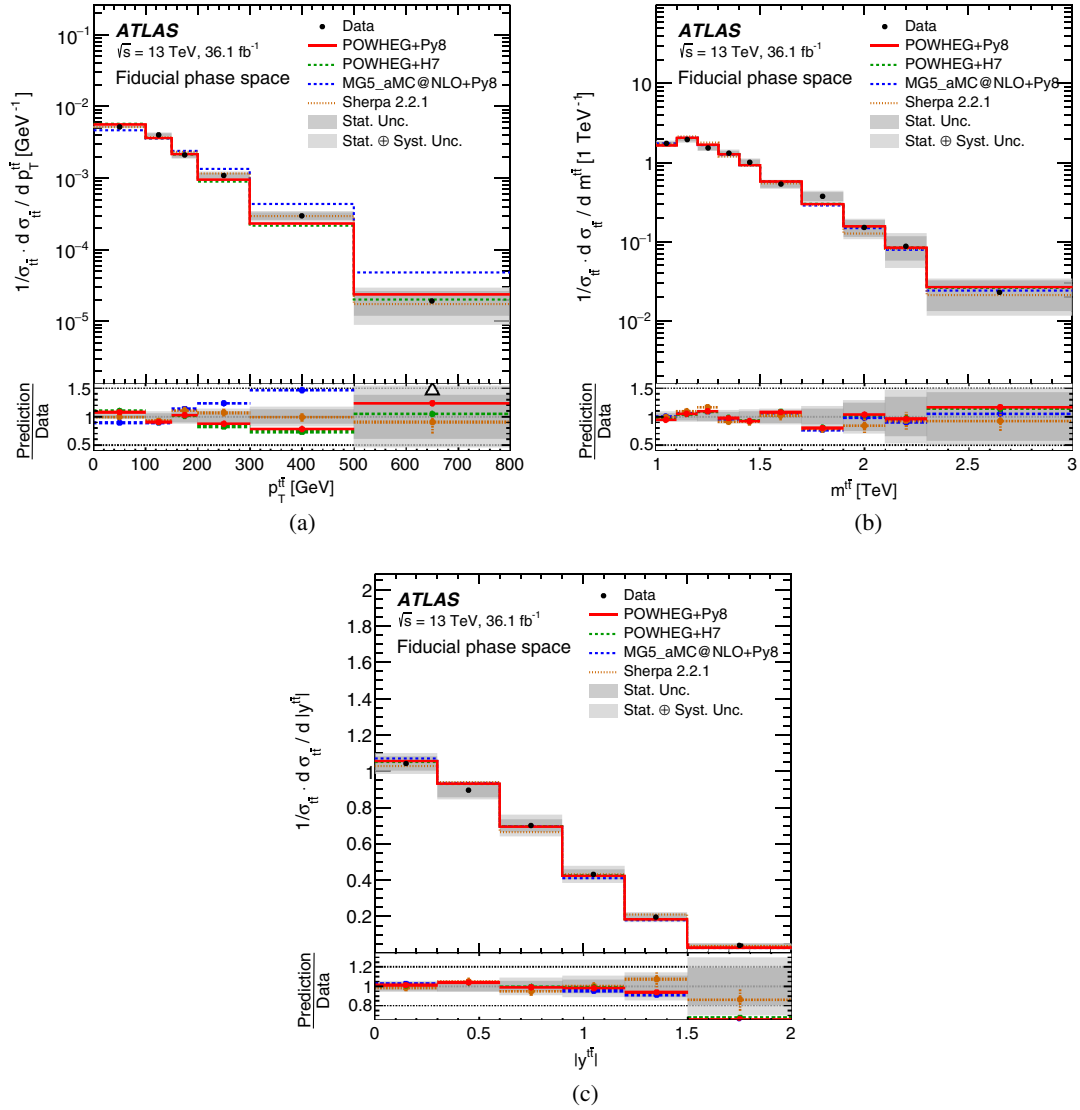 ATLAS
√s = 13 TeV, 36.1 fb⁻¹
Fiducial phase space
Data
POWHEG+Py8
POWHEG+H7
MG5_aMC@NLO+Py8
Sherpa 2.2.1
Stat. Unc.
Stat. ⊕ Syst. Unc.
1/σ_tt̄ · d σ_tt̄ / d p_T^tt̄ [GeV⁻¹]
10⁻¹
10⁻²
10⁻³
10⁻⁴
10⁻⁵
Prediction
Data
1.5
1
0.5
0 100 200 300 400 500 600 700 800
p_T^tt̄ [GeV]
(a)
ATLAS
√s = 13 TeV, 36.1 fb⁻¹
Fiducial phase space
Data
POWHEG+Py8
POWHEG+H7
MG5_aMC@NLO+Py8
Sherpa 2.2.1
Stat. Unc.
Stat. ⊕ Syst. Unc.
1/σ_tt̄ · d σ_tt̄ / d m^tt̄ [1 TeV⁻¹]
10
1
10⁻¹
10⁻²
Prediction
Data
1.5
1
0.5
1 1.5 2 2.5 3
m^tt̄ [TeV]
(b)
ATLAS
√s = 13 TeV, 36.1 fb⁻¹
Fiducial phase space
Data
POWHEG+Py8
POWHEG+H7
MG5_aMC@NLO+Py8
Sherpa 2.2.1
Stat. Unc.
Stat. ⊕ Syst. Unc.
1/σ_tt̄ · d σ_tt̄ / d |y^tt̄|
2
1.8
1.6
1.4
1.2
1
0.8
0.6
0.4
0.2
Prediction
Data
1.2
1
0.8
0 0.5 1 1.5 2
|y^tt̄|
(c)